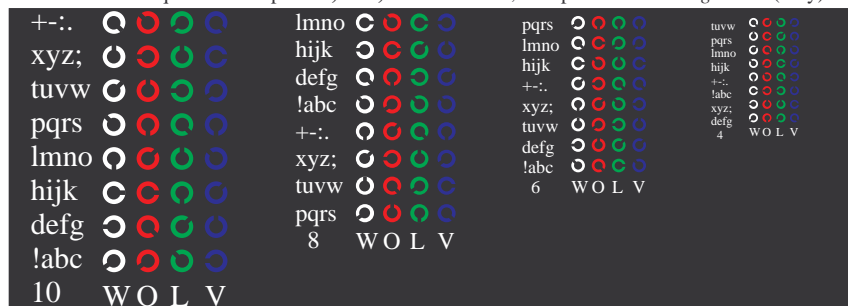 +-:.
xyz;
tuvw
pqrs
lmno
hijk
defg
!abc
10 W O L V
lmno
hijk
defg
!abc
+-:.
xyz;
tuvw
pqrs
8 W O L V
pqrs
lmno
hijk
+-:.
xyz;
tuvw
defg
!abc
6 W O L V
tuvw
pqrs
lmno
hijk
+-:.
!abc
xyz;
defg
4 W O L V